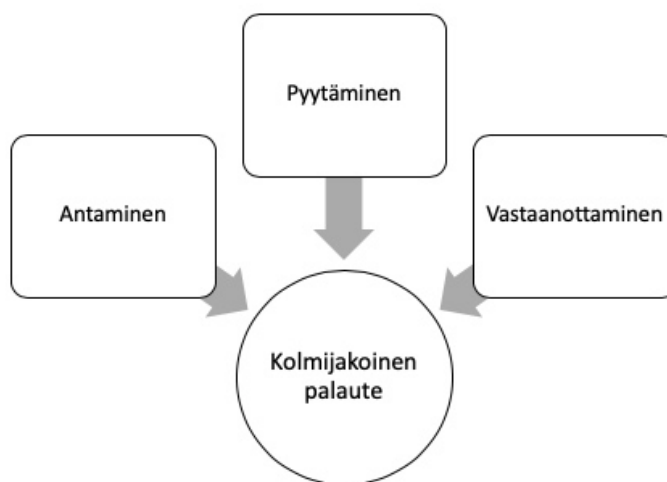 Pyytäminen
Antaminen
Vastaanottaminen
Kolmijakoinen
palaute